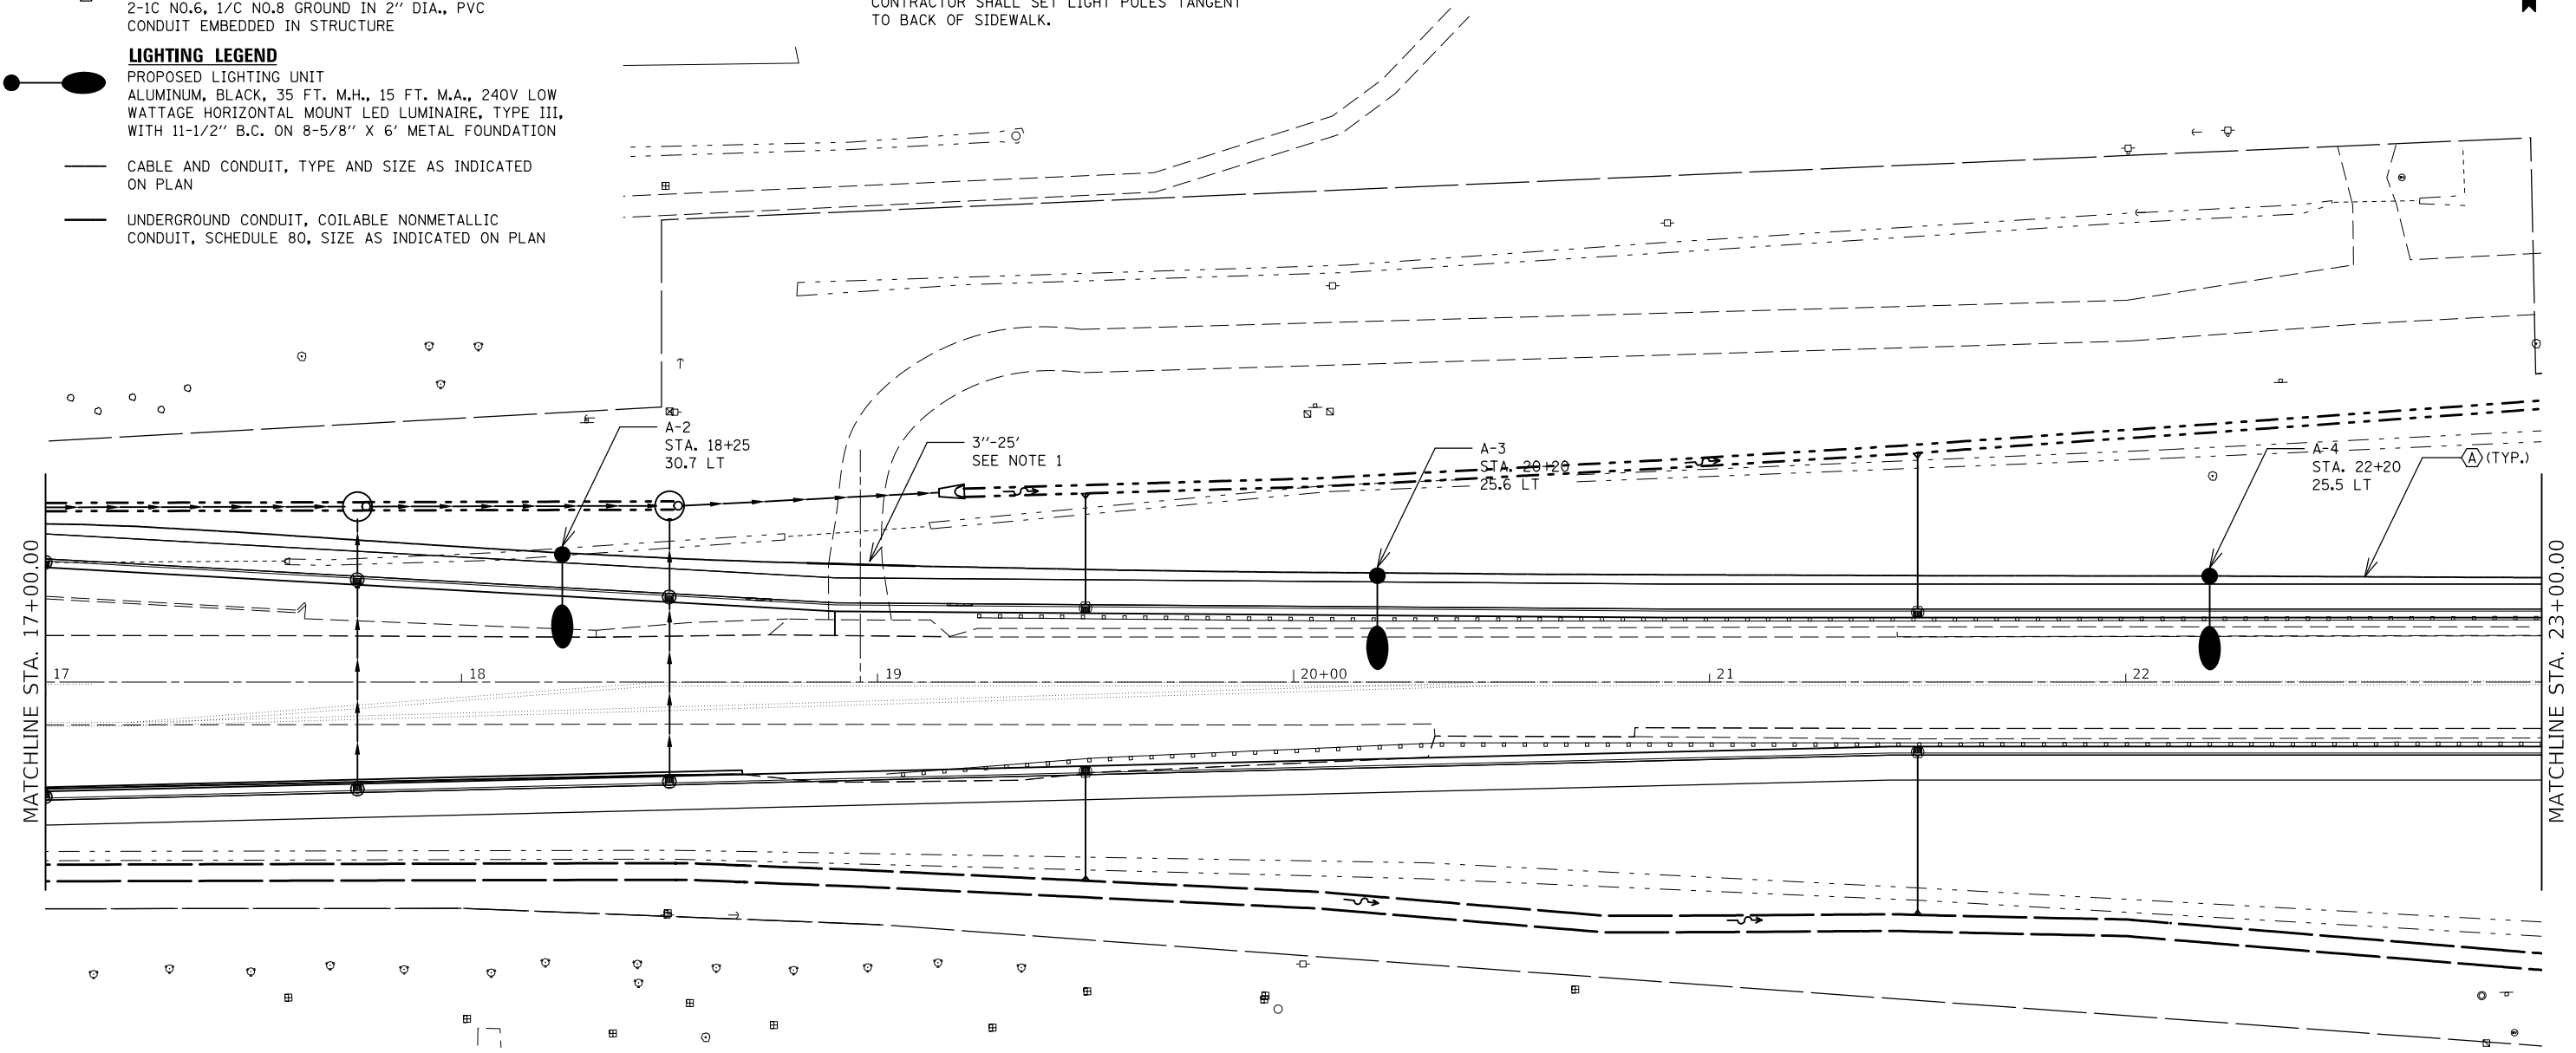 2-1C NO.6, 1/C NO.8 GROUND IN 2" DIA., PVC
CONDUIT EMBEDDED IN STRUCTURE
CONTRACTOR SHALL SET LIGHT POLES TANGENT
TO BACK OF SIDEWALK.
LIGHTING LEGEND
PROPOSED LIGHTING UNIT
ALUMINUM, BLACK, 35 FT. M.H., 15 FT. M.A., 240V LOW
WATTAGE HORIZONTAL MOUNT LED LUMINAIRE, TYPE III,
WITH 11-1/2" B.C. ON 8-5/8" X 6' METAL FOUNDATION
CABLE AND CONDUIT, TYPE AND SIZE AS INDICATED
ON PLAN
UNDERGROUND CONDUIT, COILABLE NONMETALLIC
CONDUIT, SCHEDULE 80, SIZE AS INDICATED ON PLAN
A-2
STA. 18+25
30.7 LT
3"-25'
SEE NOTE 1
A-3
STA. 20+20
25.6 LT
A-4
STA. 22+20
25.5 LT
A (TYP.)
MATCHLINE STA. 17+00.00
17
18
19
20+00
21
22
MATCHLINE STA. 23+00.00